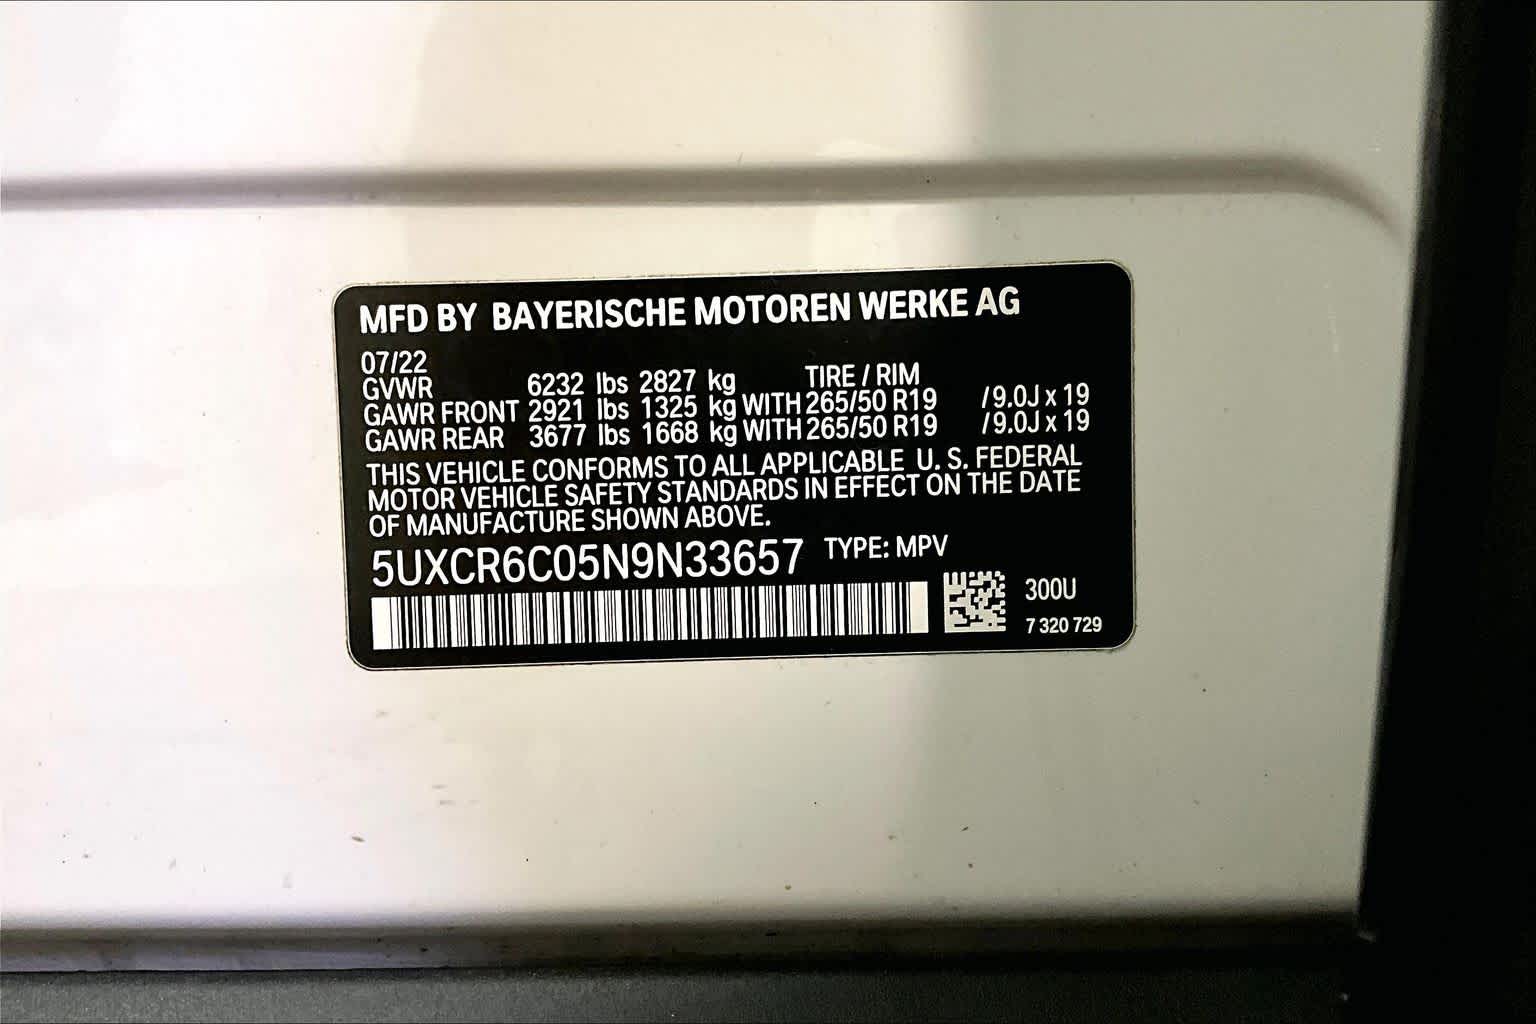 MFD BY BAYERISCHE MOTOREN WERKE AG
07/22
GVWR 6232 lbs 2827 kg TIRE / RIM
GAWR FRONT 2921 lbs 1325 kg WITH 265/50 R19 / 9.0J x 19
GAWR REAR 3677 lbs 1668 kg WITH 265/50 R19 / 9.0J x 19
THIS VEHICLE CONFORMS TO ALL APPLICABLE U. S. FEDERAL
MOTOR VEHICLE SAFETY STANDARDS IN EFFECT ON THE DATE
OF MANUFACTURE SHOWN ABOVE.
5UXCR6C05N9N33657 TYPE: MPV
300U
7 320 729